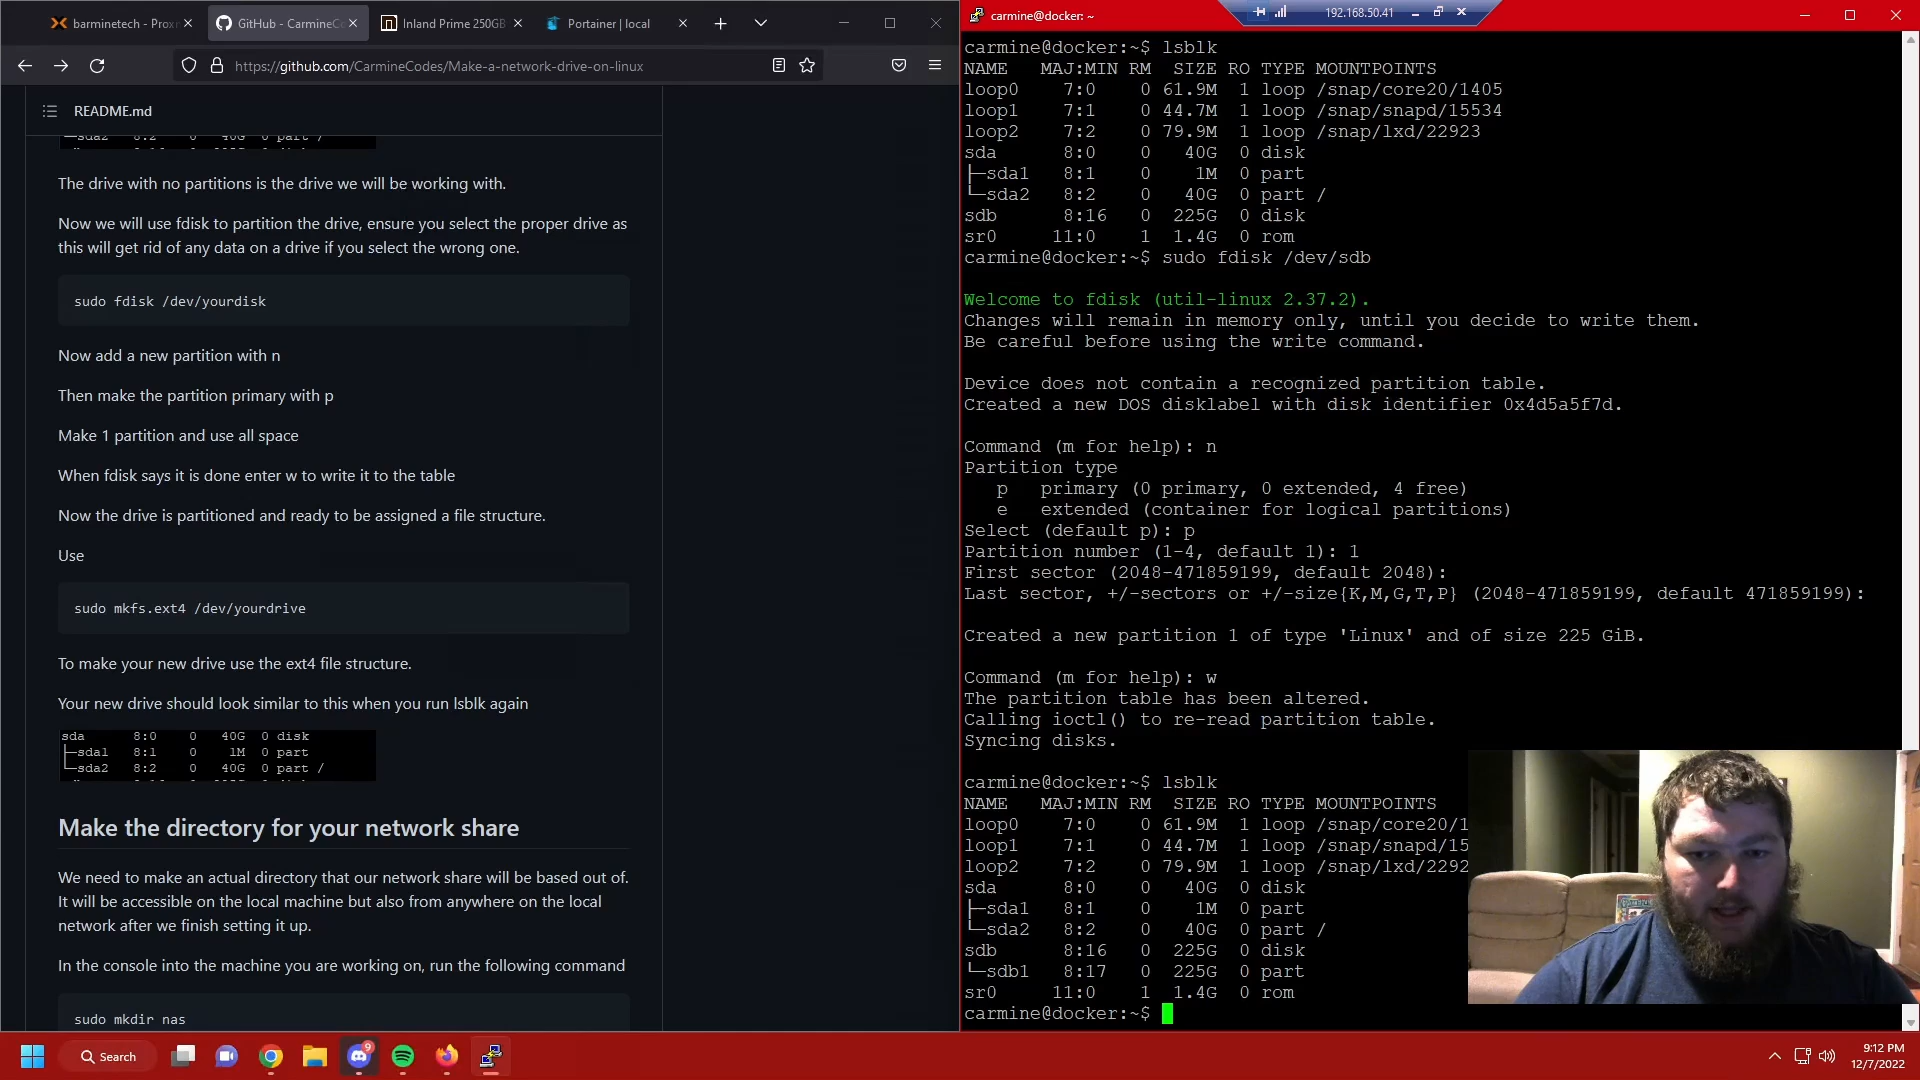 barminetech - Proxm
GitHub - CarmineCo
Inland Prime 250GB
Portainer | local
https://github.com/CarmineCodes/Make-a-network-drive-on-linux
README.md
└─sda2 8:2 0 40G 0 part /
The drive with no partitions is the drive we will be working with.
Now we will use fdisk to partition the drive, ensure you select the proper drive as
this will get rid of any data on a drive if you select the wrong one.
sudo fdisk /dev/yourdisk
Now add a new partition with n
Then make the partition primary with p
Make 1 partition and use all space
When fdisk says it is done enter w to write it to the table
Now the drive is partitioned and ready to be assigned a file structure.
Use
sudo mkfs.ext4 /dev/yourdrive
To make your new drive use the ext4 file structure.
Your new drive should look similar to this when you run lsblk again
sda 8:0 0 40G 0 disk
├─sda1 8:1 0 1M 0 part
└─sda2 8:2 0 40G 0 part /
Make the directory for your network share
We need to make an actual directory that our network share will be based out of.
It will be accessible on the local machine but also from anywhere on the local
network after we finish setting it up.
In the console into the machine you are working on, run the following command
sudo mkdir nas
carmine@docker: ~
192.168.50.41
carmine@docker:~$ lsblk
NAME MAJ:MIN RM SIZE RO TYPE MOUNTPOINTS
loop0 7:0 0 61.9M 1 loop /snap/core20/1405
loop1 7:1 0 44.7M 1 loop /snap/snapd/15534
loop2 7:2 0 79.9M 1 loop /snap/lxd/22923
sda 8:0 0 40G 0 disk
├─sda1 8:1 0 1M 0 part
└─sda2 8:2 0 40G 0 part /
sdb 8:16 0 225G 0 disk
sr0 11:0 1 1.4G 0 rom
carmine@docker:~$ sudo fdisk /dev/sdb
Welcome to fdisk (util-linux 2.37.2).
Changes will remain in memory only, until you decide to write them.
Be careful before using the write command.
Device does not contain a recognized partition table.
Created a new DOS disklabel with disk identifier 0x4d5a5f7d.
Command (m for help): n
Partition type
p primary (0 primary, 0 extended, 4 free)
e extended (container for logical partitions)
Select (default p): p
Partition number (1-4, default 1): 1
First sector (2048-471859199, default 2048):
Last sector, +/-sectors or +/-size{K,M,G,T,P} (2048-471859199, default 471859199):
Created a new partition 1 of type 'Linux' and of size 225 GiB.
Command (m for help): w
The partition table has been altered.
Calling ioctl() to re-read partition table.
Syncing disks.
carmine@docker:~$ lsblk
NAME MAJ:MIN RM SIZE RO TYPE MOUNTPOINTS
loop0 7:0 0 61.9M 1 loop /snap/core20/1
loop1 7:1 0 44.7M 1 loop /snap/snapd/15
loop2 7:2 0 79.9M 1 loop /snap/lxd/2292
sda 8:0 0 40G 0 disk
├─sda1 8:1 0 1M 0 part
└─sda2 8:2 0 40G 0 part /
sdb 8:16 0 225G 0 disk
└─sdb1 8:17 0 225G 0 part
sr0 11:0 1 1.4G 0 rom
carmine@docker:~$
Search
9
9:12 PM
12/7/2022